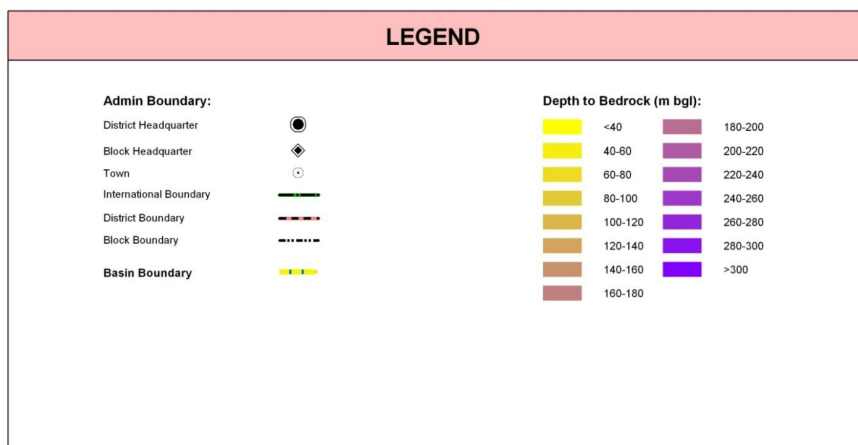 LEGEND
Admin Boundary:
District Headquarter
Block Headquarter
Town
International Boundary
District Boundary
Block Boundary
Basin Boundary
Depth to Bedrock (m bgl):
<40
40-60
60-80
80-100
100-120
120-140
140-160
160-180
180-200
200-220
220-240
240-260
260-280
280-300
>300